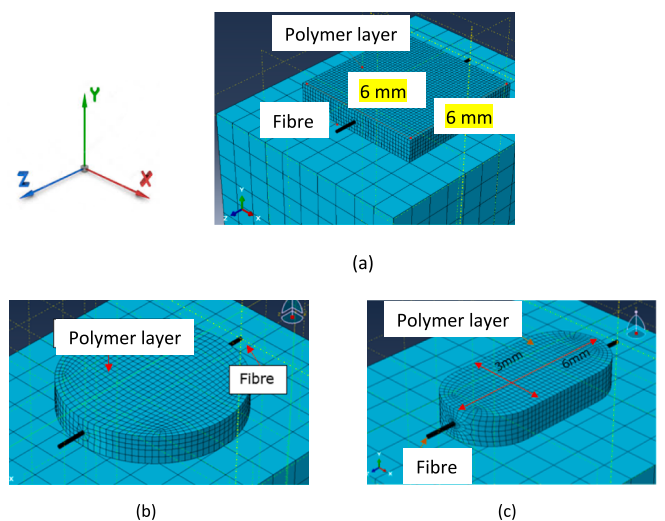 Polymer layer
Y
6 mm
6 mm
Fibre
Z
X
Y
Z
X
(a)
Polymer layer
Polymer layer
3mm
6mm
Fibre
Fibre
(b)
(c)